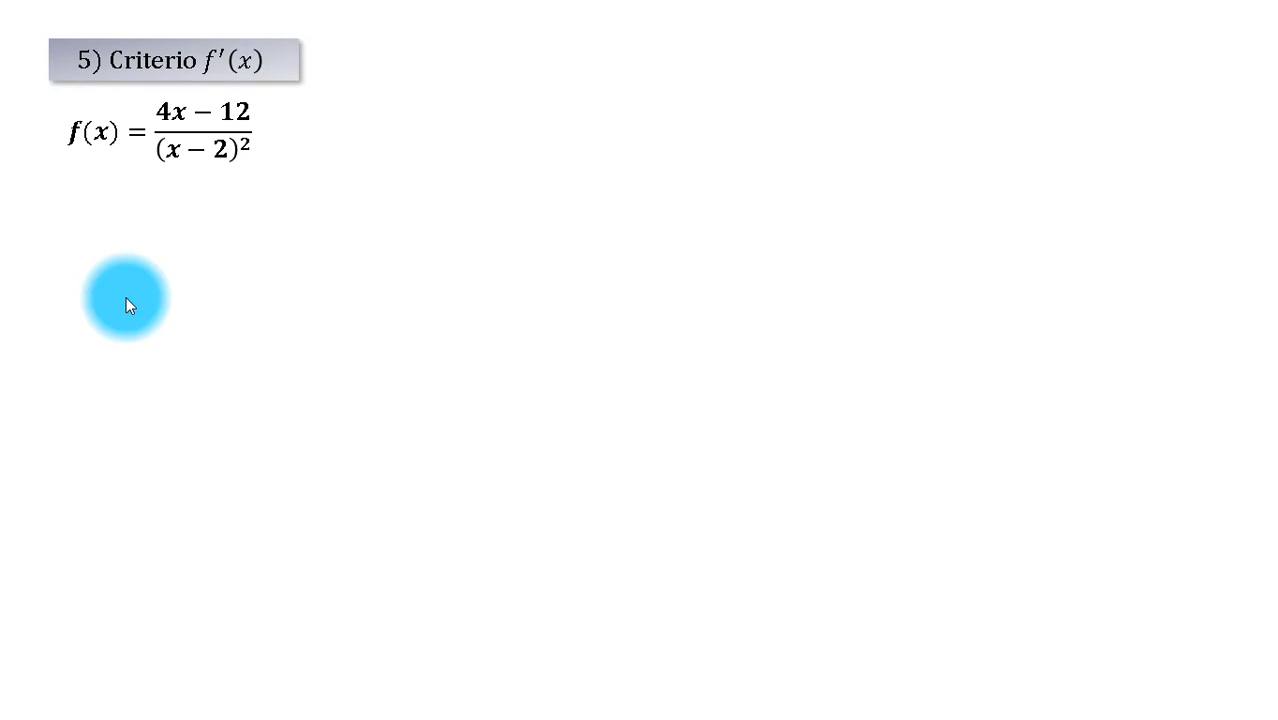 5) Criterio f′(x)
f(x) = (4x − 12) / (x − 2)²